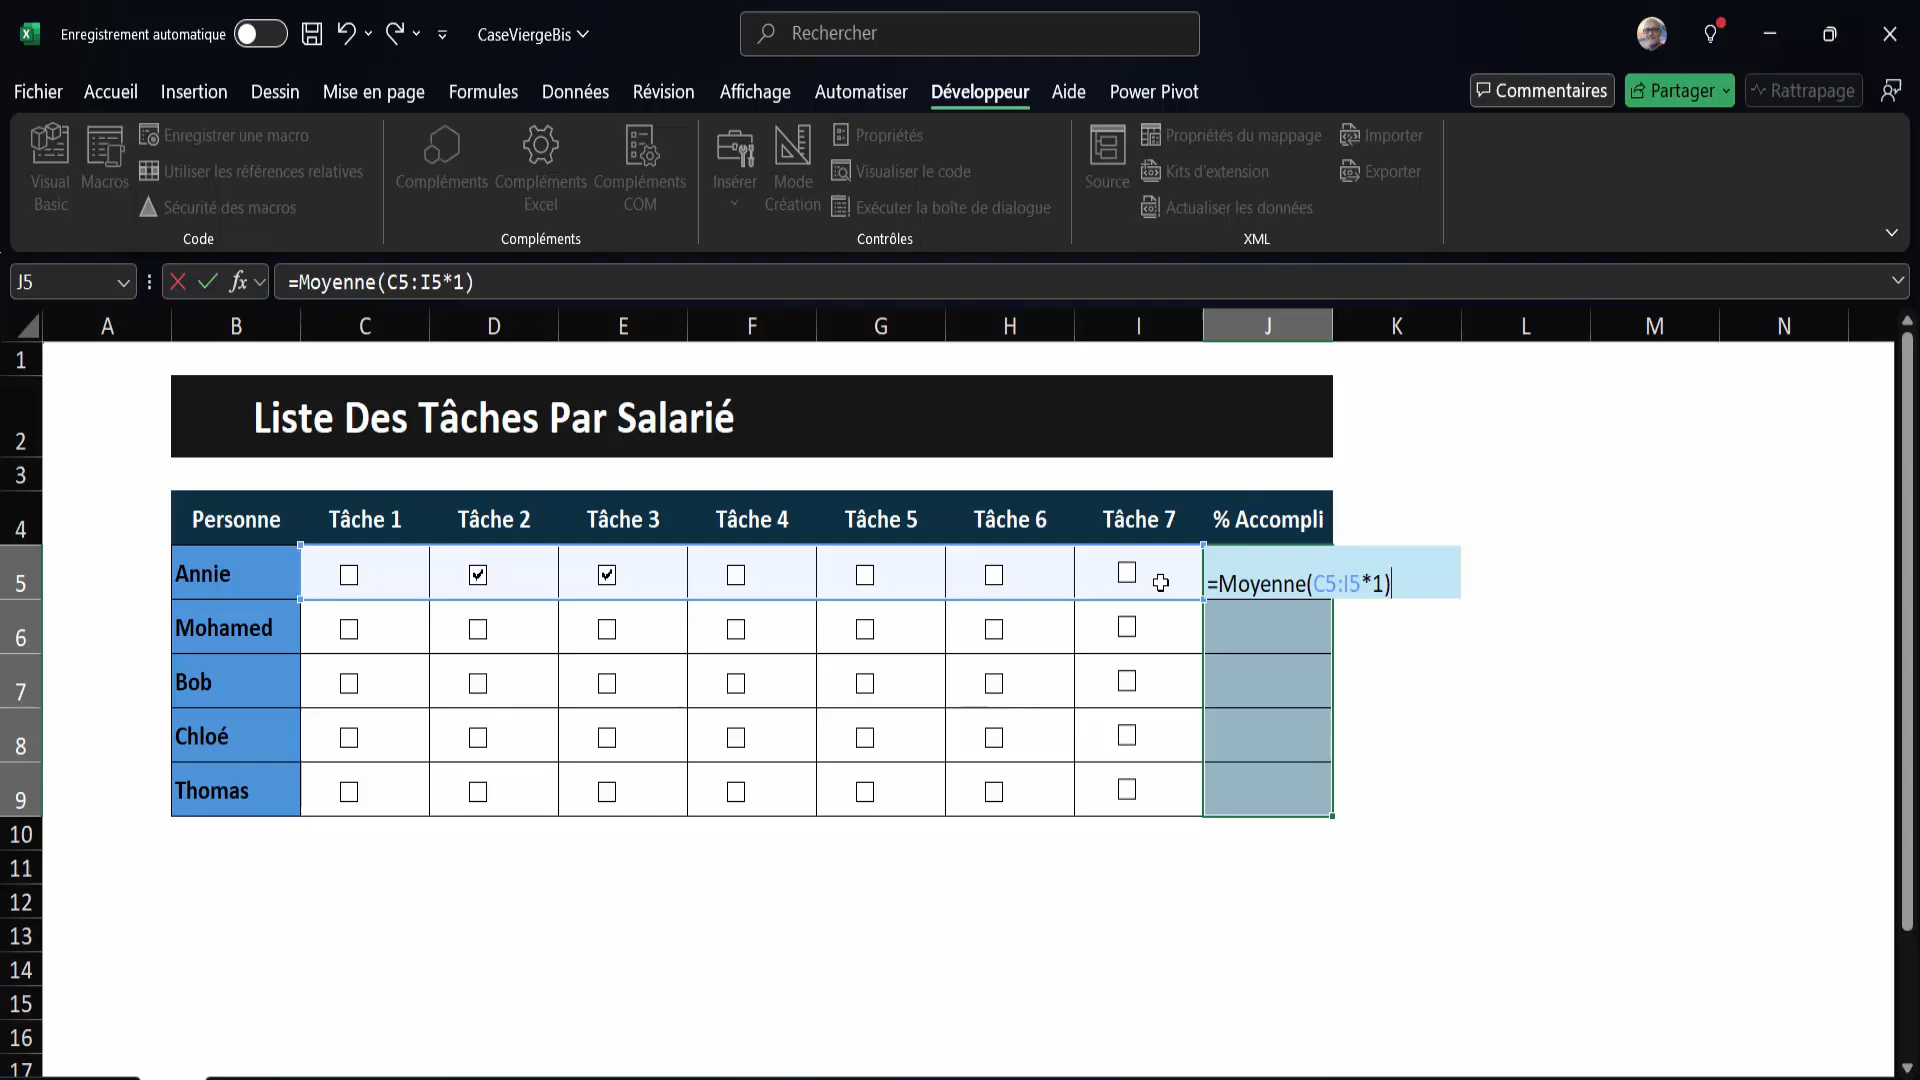 Enregistrement automatique
CaseViergeBis
Rechercher
Fichier Accueil Insertion Dessin Mise en page Formules Données Révision Affichage Automatiser Développeur Aide Power Pivot
Commentaires Partager Rattrapage
Visual Basic
Macros
Enregistrer une macro
Utiliser les références relatives
Sécurité des macros
Code
Compléments
Compléments Excel
Compléments COM
Compléments
Insérer
Mode Création
Propriétés
Visualiser le code
Exécuter la boîte de dialogue
Contrôles
Source
Propriétés du mappage
Kits d'extension
Actualiser les données
Importer
Exporter
XML
J5 fx =Moyenne(C5:I5*1)
A B C D E F G H I J K L M N
1
2 Liste Des Tâches Par Salarié
3
4 Personne Tâche 1 Tâche 2 Tâche 3 Tâche 4 Tâche 5 Tâche 6 Tâche 7 % Accompli
5 Annie =Moyenne(C5:I5*1)
6 Mohamed
7 Bob
8 Chloé
9 Thomas
10
11
12
13
14
15
16
17